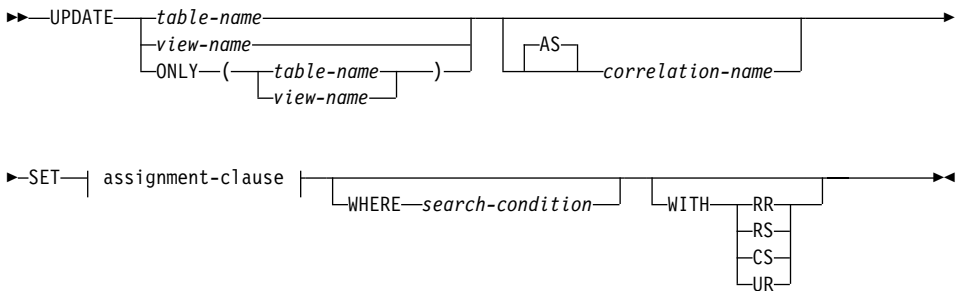 UPDATE table-name
view-name AS
ONLY ( table-name ) correlation-name
view-name
SET assignment-clause
WHERE search-condition WITH RR
RS
CS
UR